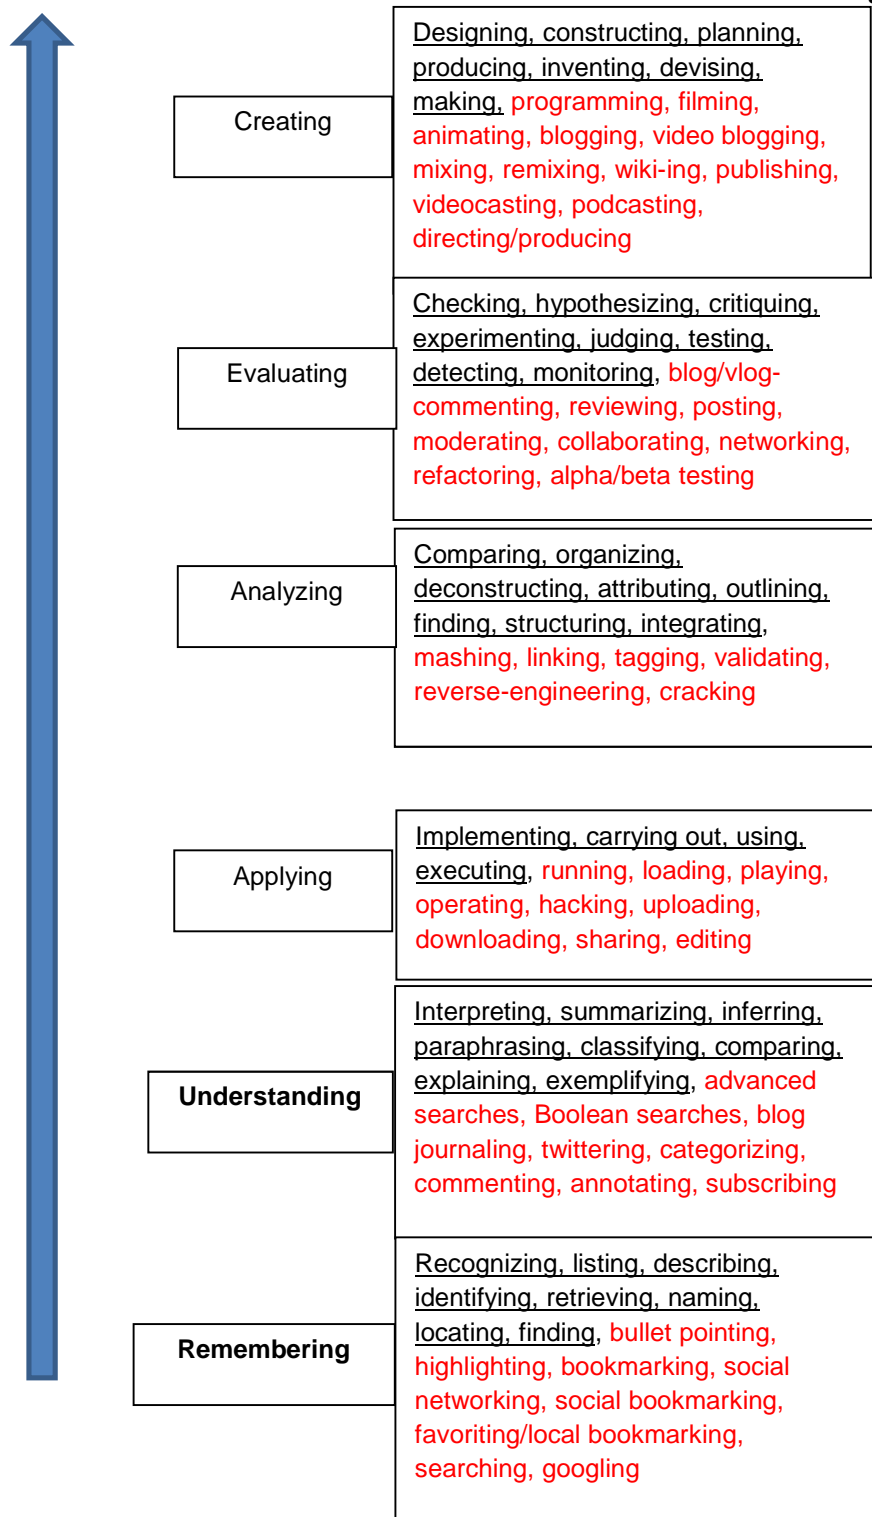 Creating
Designing, constructing, planning,
producing, inventing, devising,
making, programming, filming,
animating, blogging, video blogging,
mixing, remixing, wiki-ing, publishing,
videocasting, podcasting,
directing/producing
Evaluating
Checking, hypothesizing, critiquing,
experimenting, judging, testing,
detecting, monitoring, blog/vlog-
commenting, reviewing, posting,
moderating, collaborating, networking,
refactoring, alpha/beta testing
Analyzing
Comparing, organizing,
deconstructing, attributing, outlining,
finding, structuring, integrating,
mashing, linking, tagging, validating,
reverse-engineering, cracking
Applying
Implementing, carrying out, using,
executing, running, loading, playing,
operating, hacking, uploading,
downloading, sharing, editing
Understanding
Interpreting, summarizing, inferring,
paraphrasing, classifying, comparing,
explaining, exemplifying, advanced
searches, Boolean searches, blog
journaling, twittering, categorizing,
commenting, annotating, subscribing
Remembering
Recognizing, listing, describing,
identifying, retrieving, naming,
locating, finding, bullet pointing,
highlighting, bookmarking, social
networking, social bookmarking,
favoriting/local bookmarking,
searching, googling